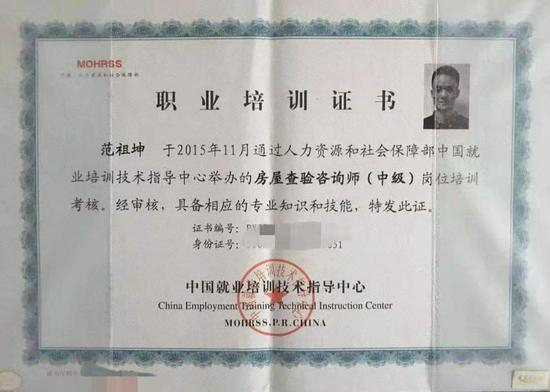 MOHRSS
职业培训证书
范祖坤 于2015年11月通过人力资源和社会保障部中国就
业培训技术指导中心举办的房屋查验咨询师（中级）岗位培训
考核。经审核，具备相应的专业知识和技能，特发此证。
证书编号：
身份证号：
中国就业培训技术指导中心
China Employment Training Technical Instruction Center
MOHRSS.P.R.CHINA